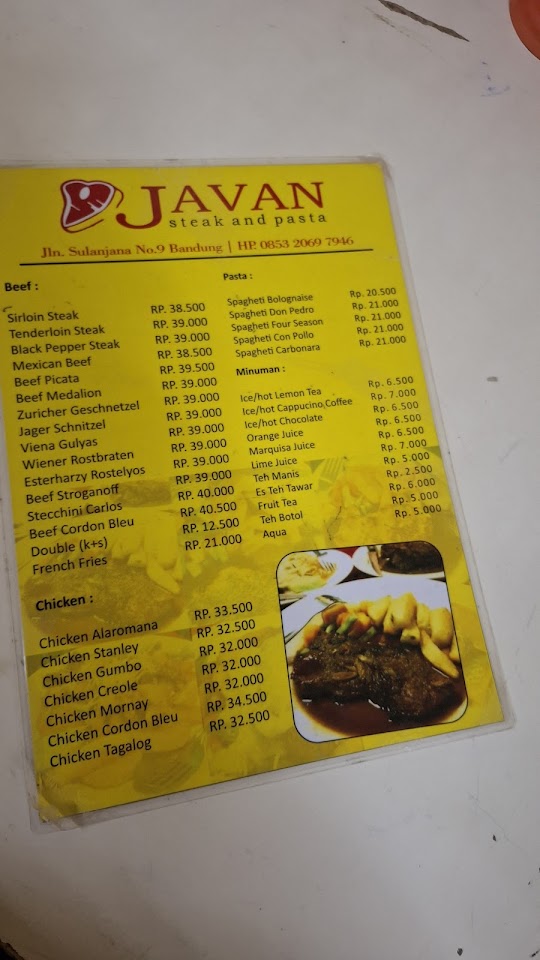 JAVAN
steak and pasta
Jln. Sulanjana No.9 Bandung | HP. 0853 2069 7946
Beef :
Sirloin Steak RP. 38.500
Tenderloin Steak RP. 39.000
Black Pepper Steak RP. 39.000
Mexican Beef RP. 38.500
Beef Picata RP. 39.500
Beef Medalion RP. 39.000
Zuricher Geschnetzel RP. 39.000
Jager Schnitzel RP. 39.000
Viena Gulyas RP. 39.000
Wiener Rostbraten RP. 39.000
Esterharzy Rostelyos RP. 39.000
Beef Stroganoff RP. 39.000
Stecchini Carlos RP. 40.000
Beef Cordon Bleu RP. 40.500
Double (k+s) RP. 12.500
French Fries RP. 21.000
Chicken :
Chicken Alaromana RP. 33.500
Chicken Stanley RP. 32.500
Chicken Gumbo RP. 32.000
Chicken Creole RP. 32.000
Chicken Mornay RP. 32.000
Chicken Cordon Bleu RP. 34.500
Chicken Tagalog RP. 32.500
Pasta :
Spagheti Bolognaise Rp. 20.500
Spagheti Don Pedro Rp. 21.000
Spagheti Four Season Rp. 21.000
Spagheti Con Pollo Rp. 21.000
Spagheti Carbonara Rp. 21.000
Minuman :
Ice/hot Lemon Tea Rp. 6.500
Ice/hot Cappucino Coffee Rp. 7.000
Ice/hot Chocolate Rp. 6.500
Orange Juice Rp. 6.500
Marquisa Juice Rp. 6.500
Lime Juice Rp. 7.000
Teh Manis Rp. 5.000
Es Teh Tawar Rp. 2.500
Fruit Tea Rp. 6.000
Teh Botol Rp. 5.000
Aqua Rp. 5.000